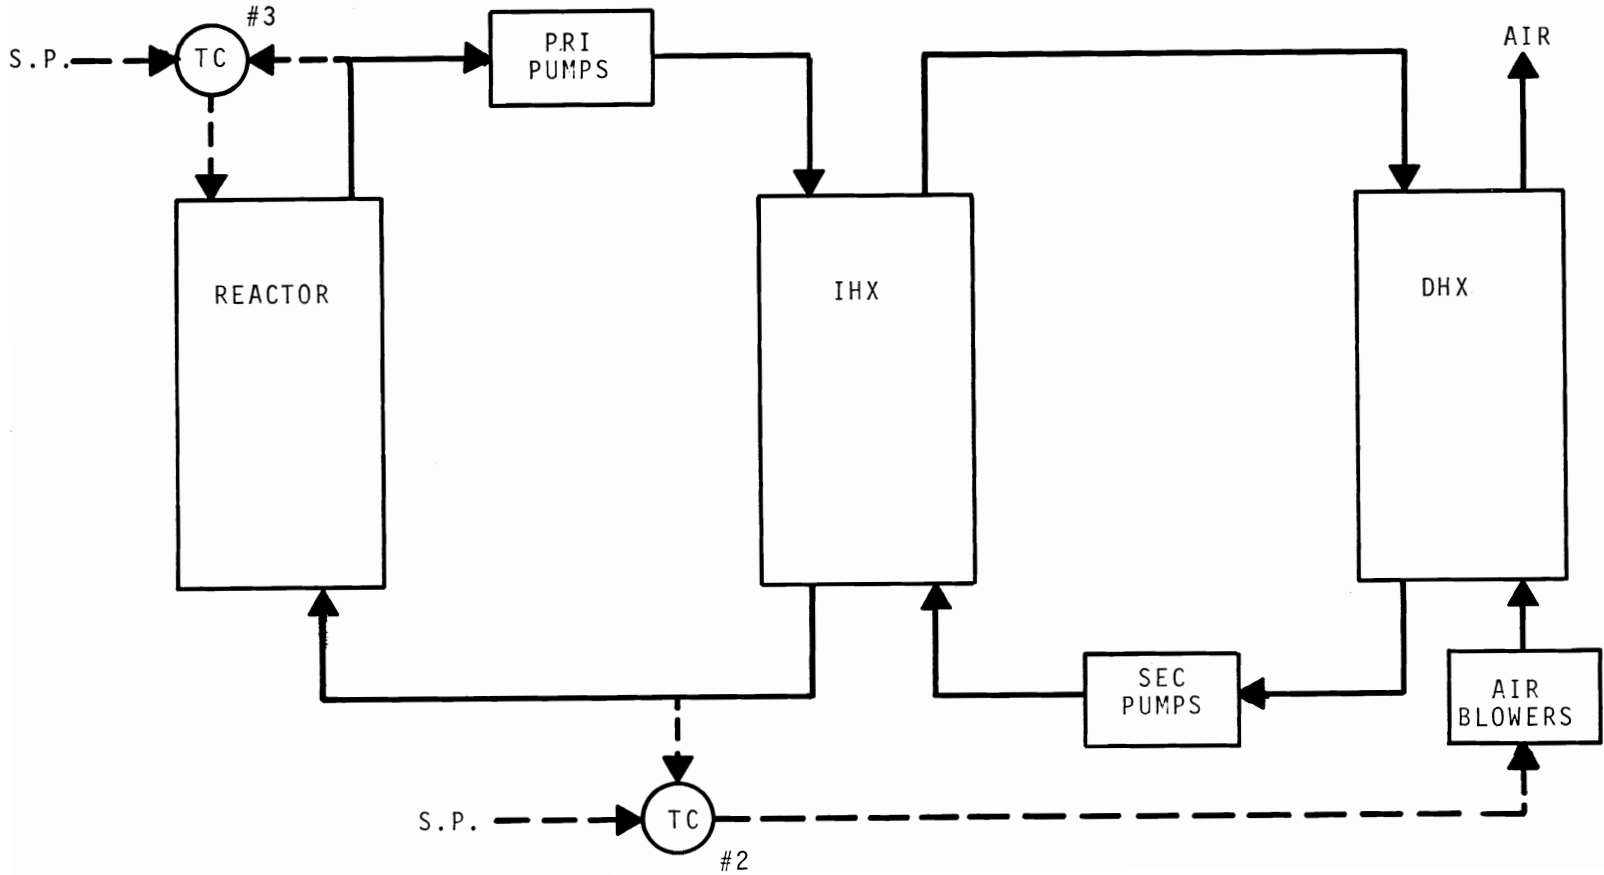 #3
S.P.
TC
PRI
PUMPS
AIR
REACTOR
IHX
DHX
SEC
PUMPS
AIR
BLOWERS
S.P.
TC
#2